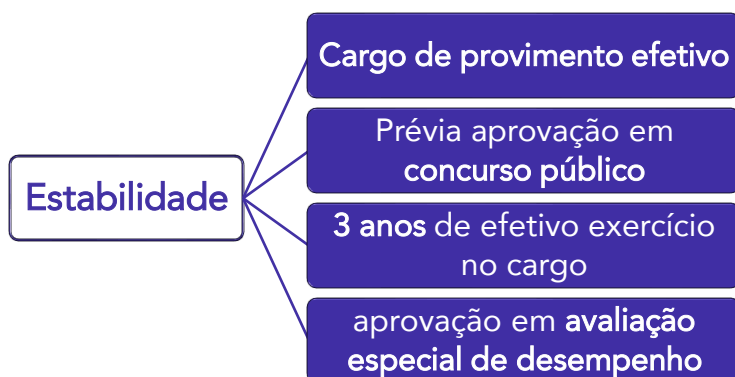 Cargo de provimento efetivo
Prévia aprovação em
concurso público
Estabilidade
3 anos de efetivo exercício
no cargo
aprovação em avaliação
especial de desempenho